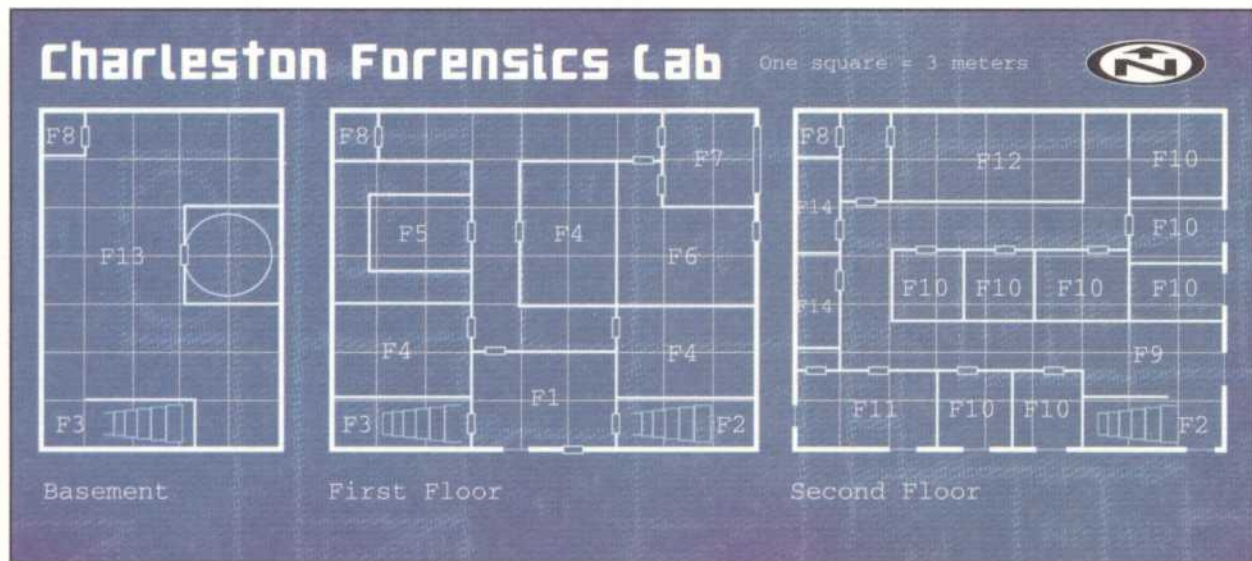 Charleston Forensics Lab
One square = 3 meters
N
F8
F13
F3
Basement
F8
F7
F5
F4
F6
F4
F4
F1
F3
F2
First Floor
F8
F12
F10
F14
F10
F10
F10
F10
F10
F14
F9
F11
F10
F10
F2
Second Floor